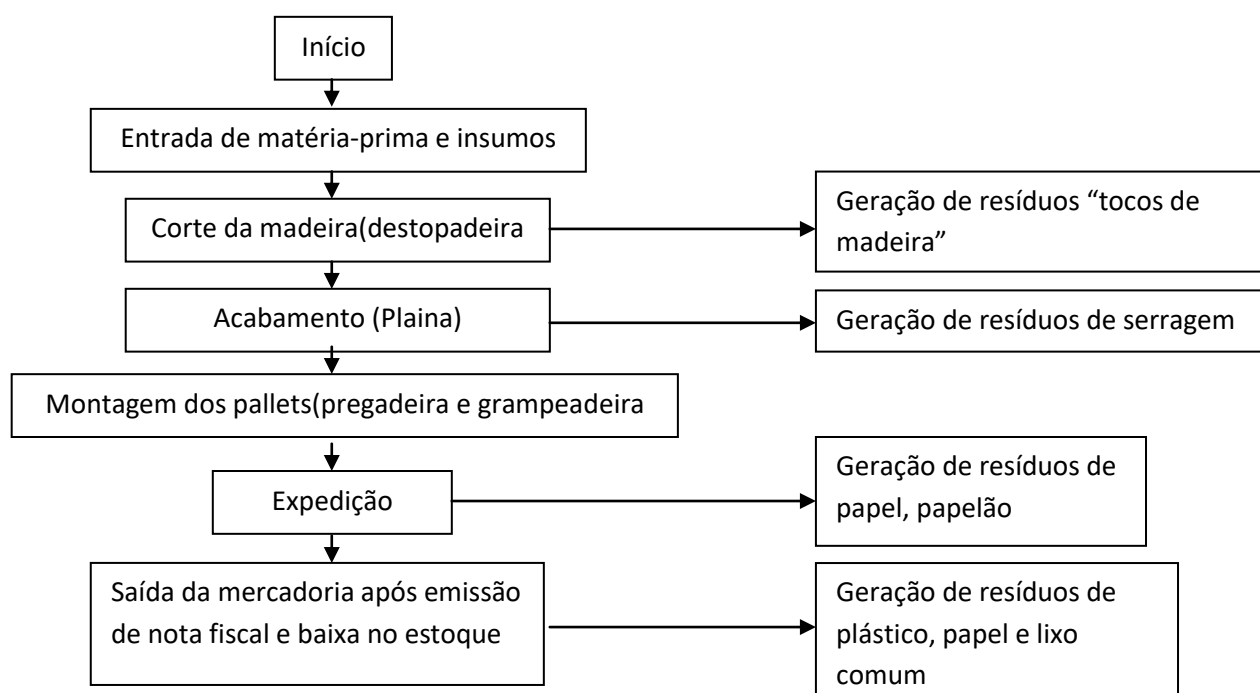 Início
Entrada de matéria-prima e insumos
Corte da madeira(destopadeira
Geração de resíduos “tocos de
madeira”
Acabamento (Plaina)
Geração de resíduos de serragem
Montagem dos pallets(pregadeira e grampeadeira
Expedição
Geração de resíduos de
papel, papelão
Saída da mercadoria após emissão
de nota fiscal e baixa no estoque
Geração de resíduos de
plástico, papel e lixo
comum